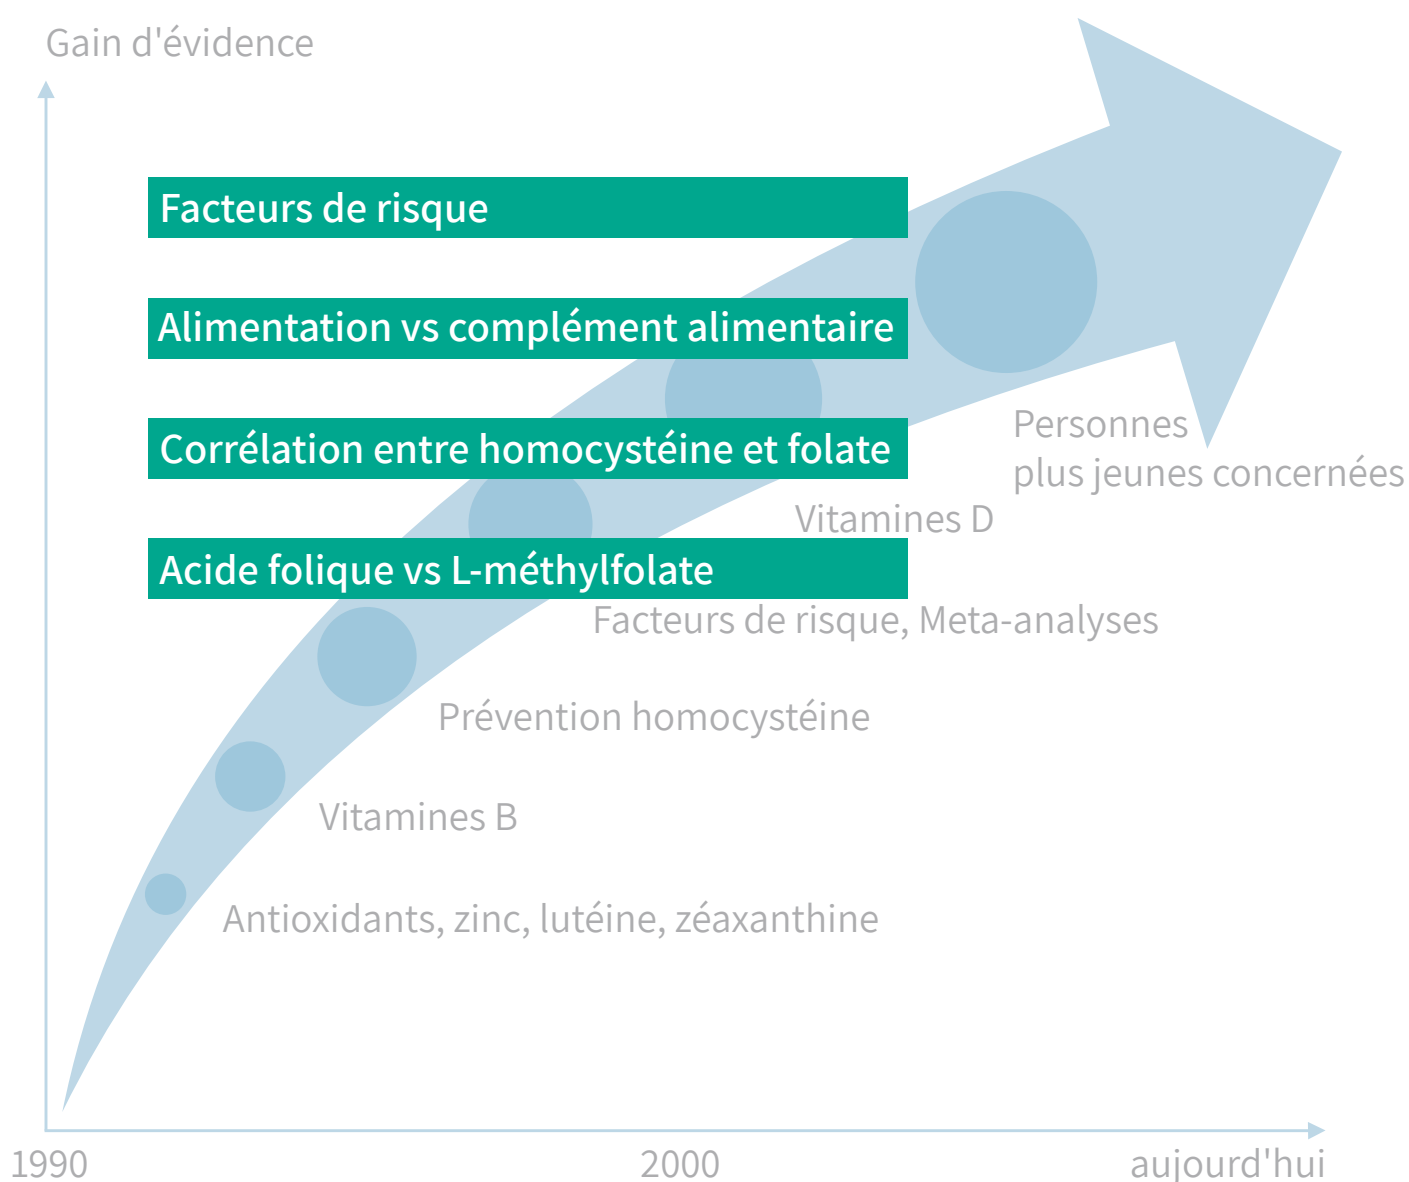 Gain d'évidence
Facteurs de risque
Alimentation vs complément alimentaire
Corrélation entre homocystéine et folate
Acide folique vs L-méthylfolate
Personnes
plus jeunes concernées
Vitamines D
Facteurs de risque, Meta-analyses
Prévention homocystéine
Vitamines B
Antioxidants, zinc, lutéine, zéaxanthine
1990
2000
aujourd'hui